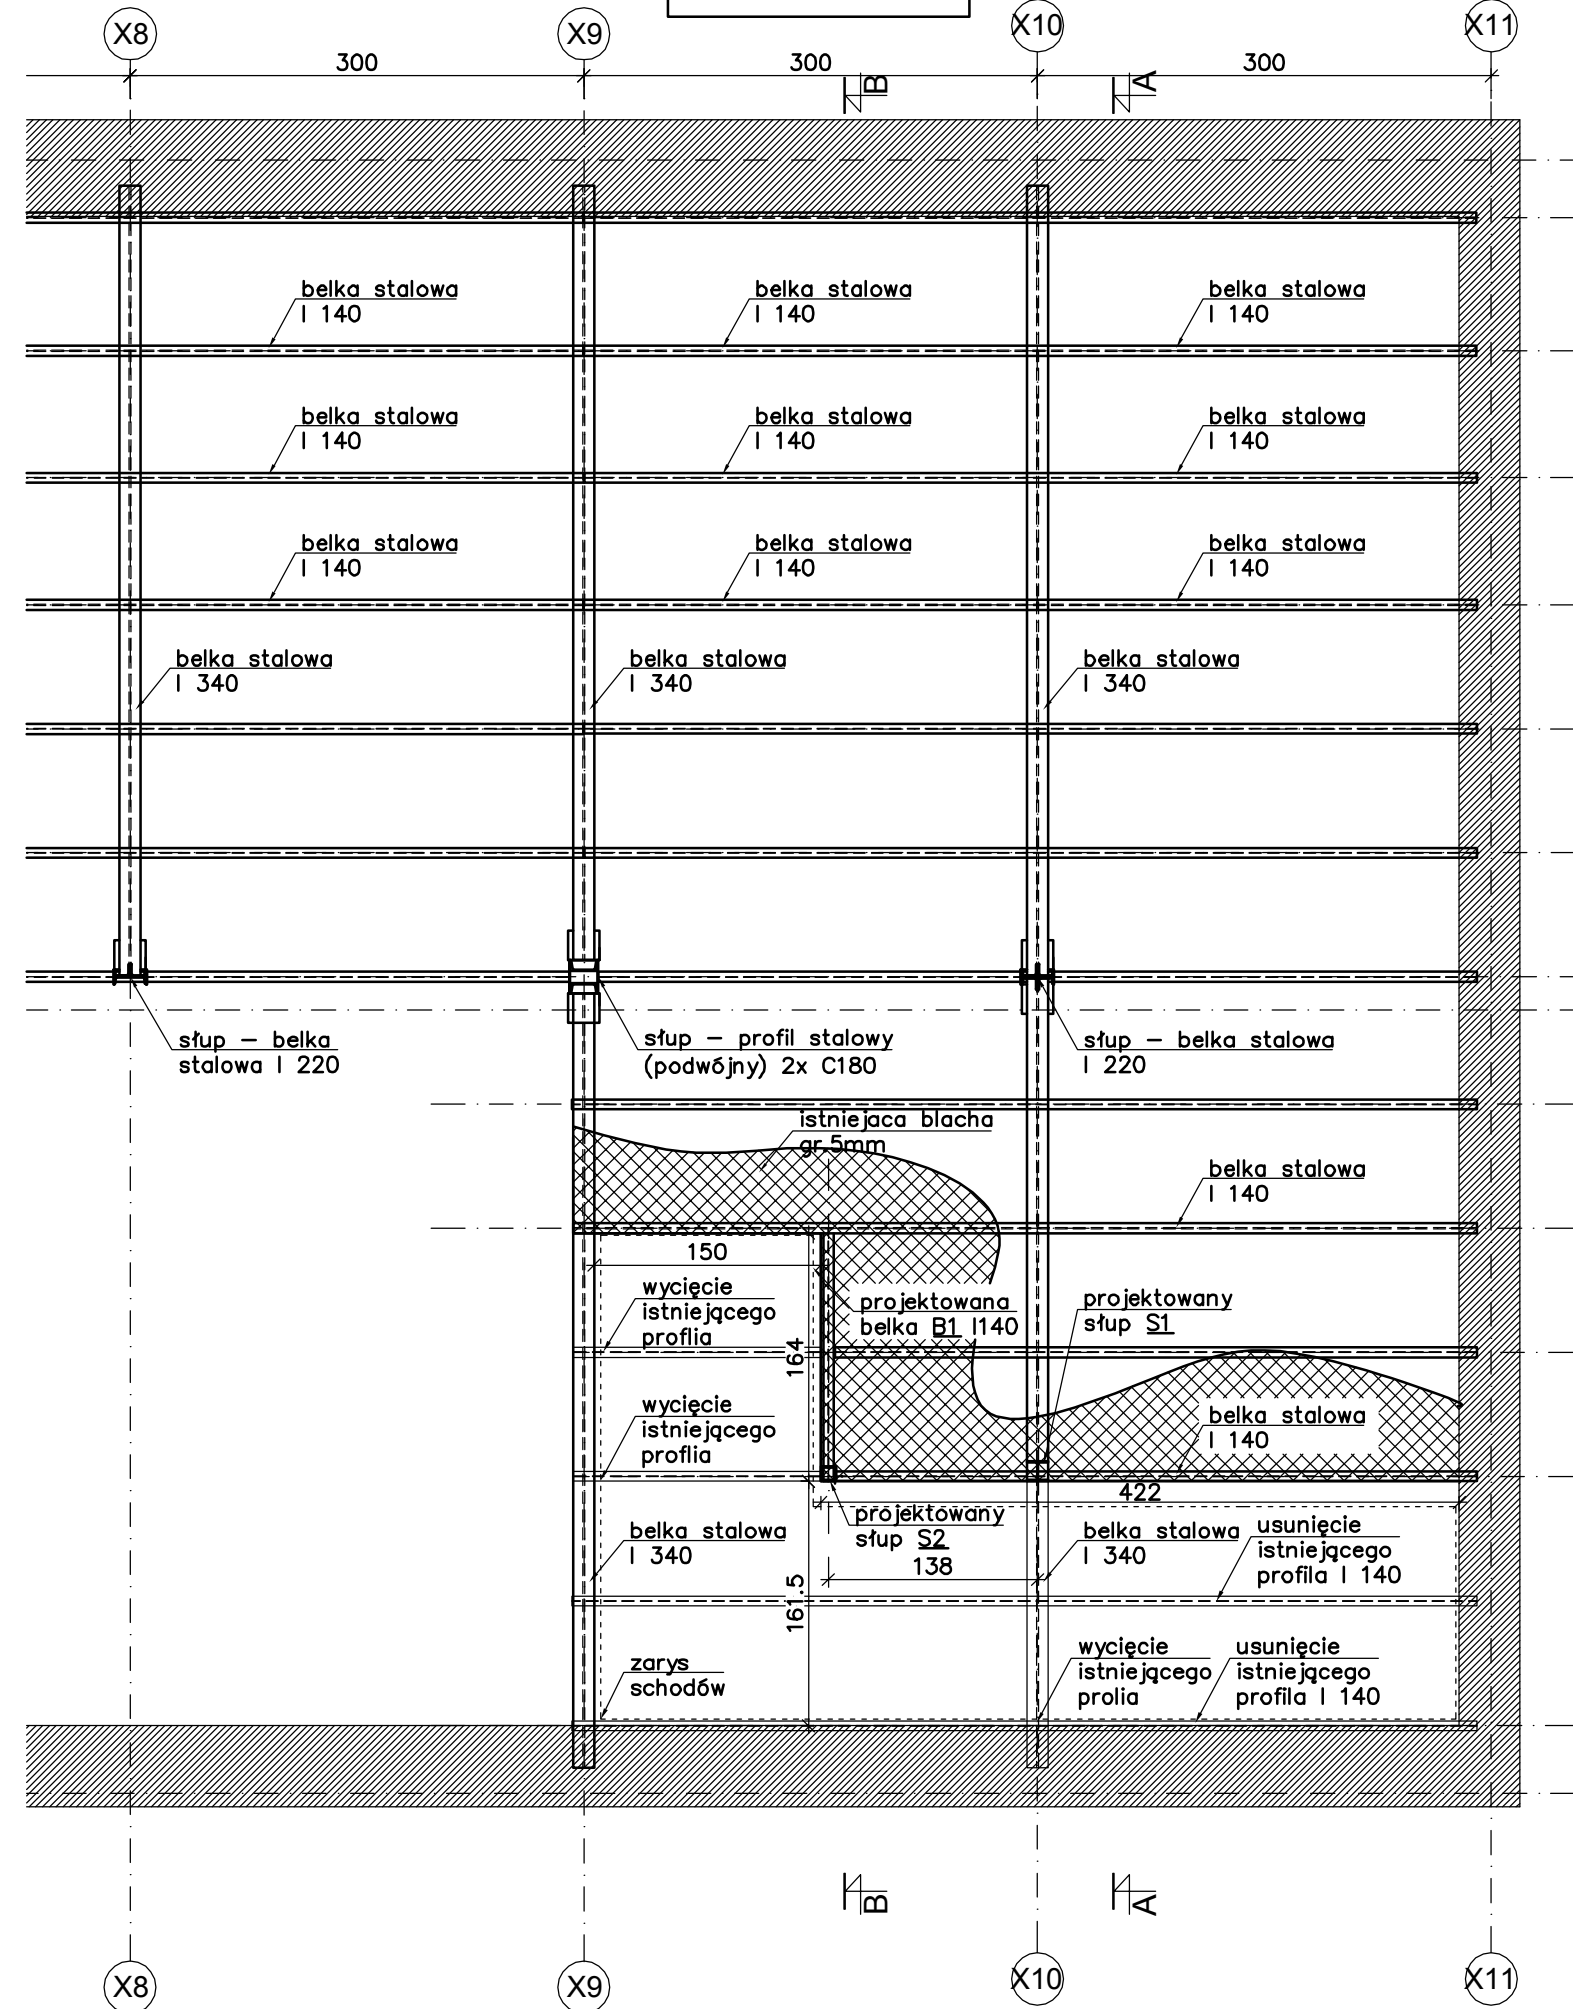 X8
X9
X10
X11
300
300
300
B
A
belka stalowa
I 140
belka stalowa
I 140
belka stalowa
I 140
belka stalowa
I 140
belka stalowa
I 140
belka stalowa
I 140
belka stalowa
I 140
belka stalowa
I 140
belka stalowa
I 140
belka stalowa
I 340
belka stalowa
I 340
belka stalowa
I 340
słup – belka
stalowa I 220
słup – profil stalowy
(podwójny) 2x C180
słup – belka stalowa
I 220
istniejaca blacha
gr.5mm
belka stalowa
I 140
150
wycięcie
istniejącego
proflia
projektowana
belka B1 I140
projektowany
słup S1
164
wycięcie
istniejącego
proflia
belka stalowa
I 140
422
projektowany
słup S2
138
belka stalowa
I 340
belka stalowa
I 340
usunięcie
istniejącego
profila I 140
161.5
zarys
schodów
wycięcie
istniejącego
prolia
usunięcie
istniejącego
profila I 140
B
A
X8
X9
X10
X11